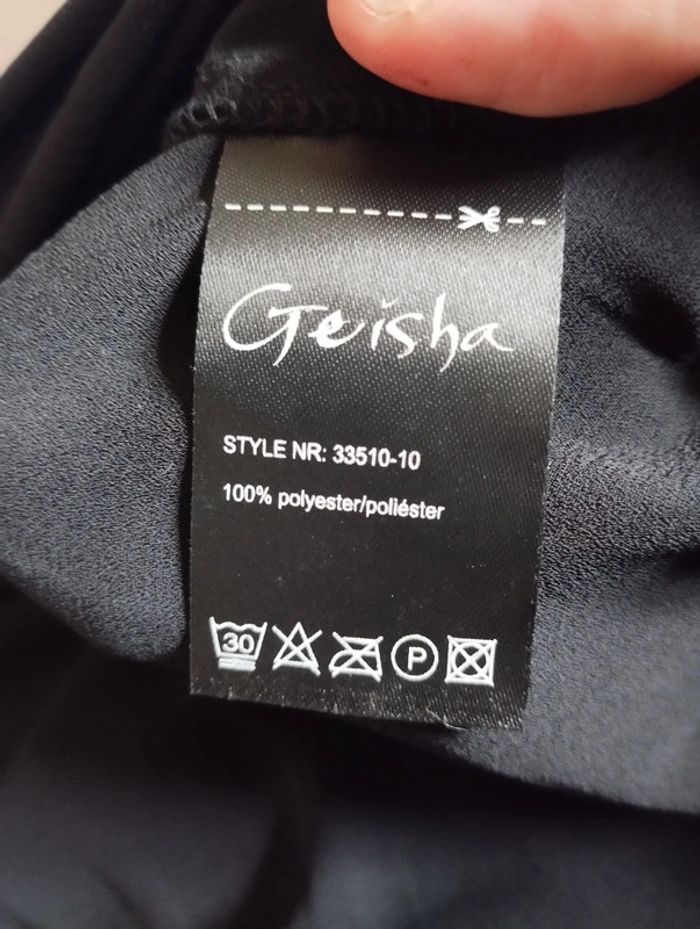 Geisha
STYLE NR: 33510-10
100% polyester/poliéster
30 P